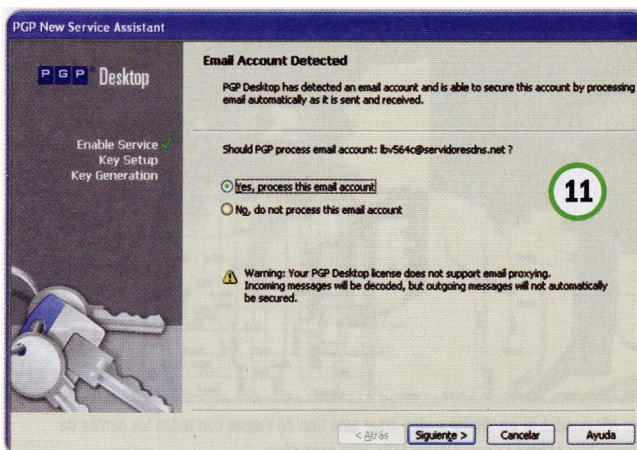 PGP New Service Assistant
PGP® Desktop
Enable Service
Key Setup
Key Generation
Email Account Detected
PGP Desktop has detected an email account and is able to secure this account by processing
email automatically as it is sent and received.
Should PGP process email account: lbv564c@servidoresdns.net ?
Yes, process this email account
No, do not process this email account
11
Warning: Your PGP Desktop license does not support email proxying.
Incoming messages will be decoded, but outgoing messages will not automatically
be secured.
< Atrás
Siguiente >
Cancelar
Ayuda